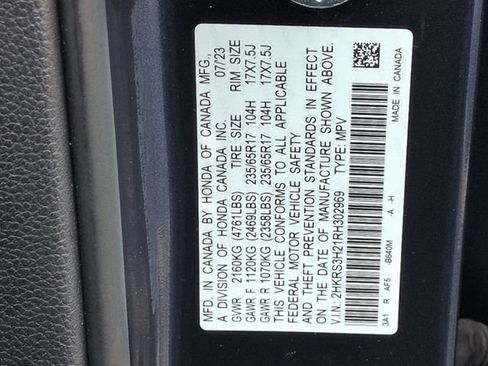 MFD. IN CANADA BY HONDA OF CANADA MFG.,
A DIVISION OF HONDA CANADA INC. 07/23
GVWR 2160KG (4761LBS) TIRE SIZE RIM SIZE
GAWR F 1120KG (2469LBS) 235/65R17 104H 17X7.5J
GAWR R 1070KG (2358LBS) 235/65R17 104H 17X7.5J
THIS VEHICLE CONFORMS TO ALL APPLICABLE
FEDERAL MOTOR VEHICLE SAFETY
AND THEFT PREVENTION STANDARDS IN EFFECT
ON THE DATE OF MANUFACTURE SHOWN ABOVE.
V.I.N: 2HKRS3H21RH302969 TYPE: MPV
3A1 R AF5 -B640M -A -H MADE IN CANADA